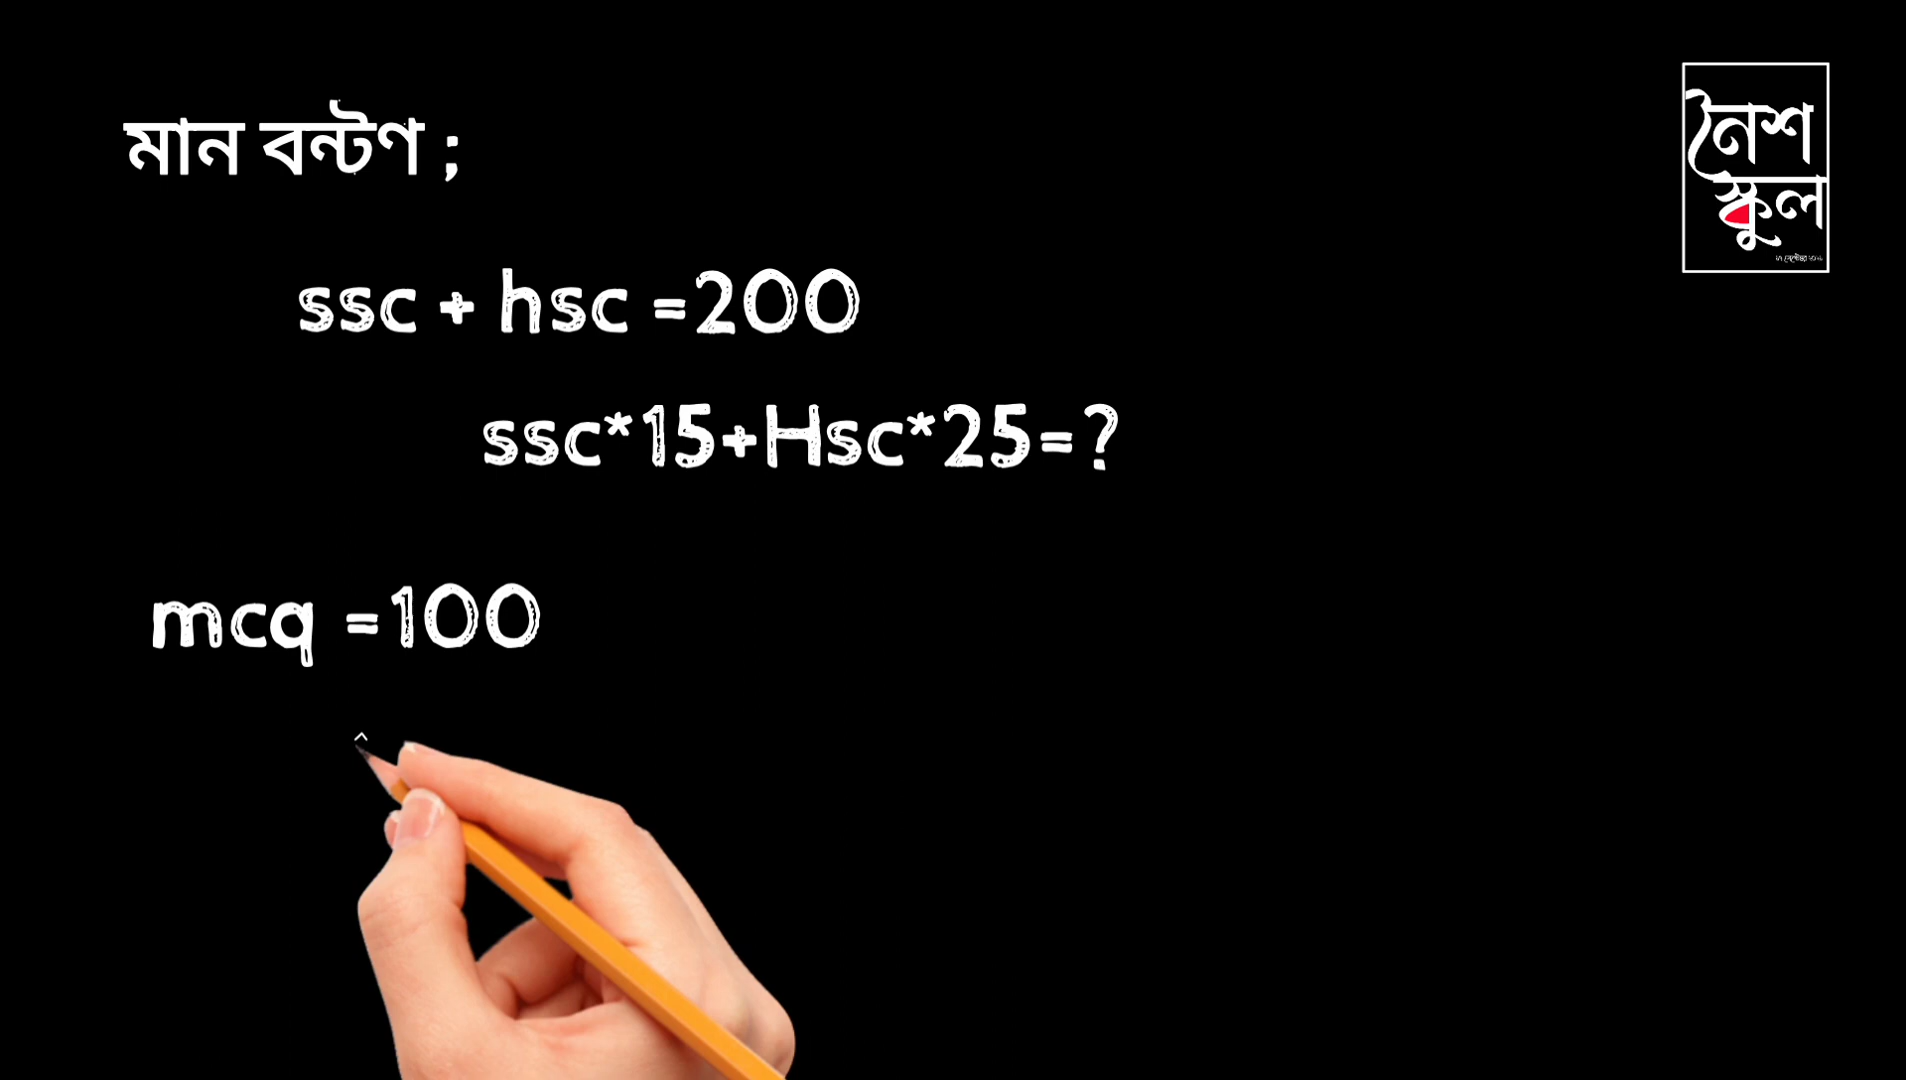 মান বন্টণ ;
নৈশ
স্কুল
ssc + hsc =200
ssc*15+Hsc*25=?
mcq =100